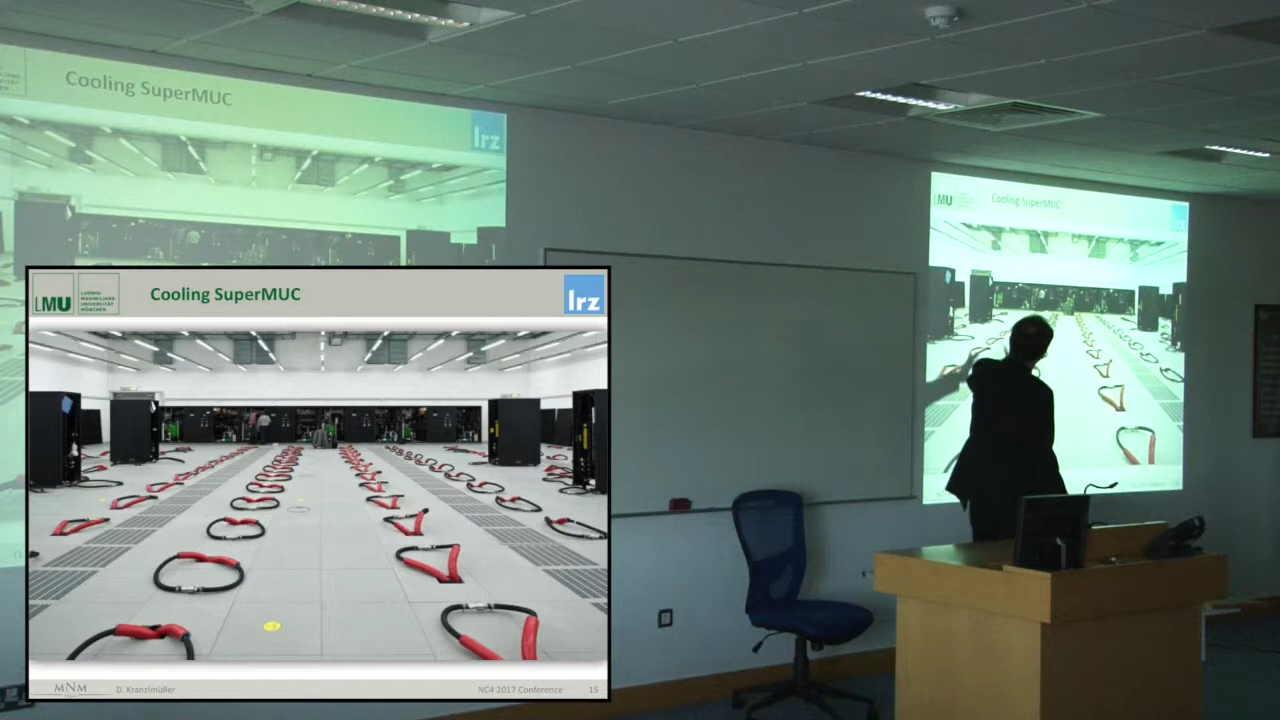 Cooling SuperMUC
lrz
LMU
Cooling SuperMUC
LMU
LUDWIG-
MAXIMILIANS-
UNIVERSITÄT
MÜNCHEN
Cooling SuperMUC
lrz
MNM
D. Kranzlmüller
NC4 2017 Conference
15